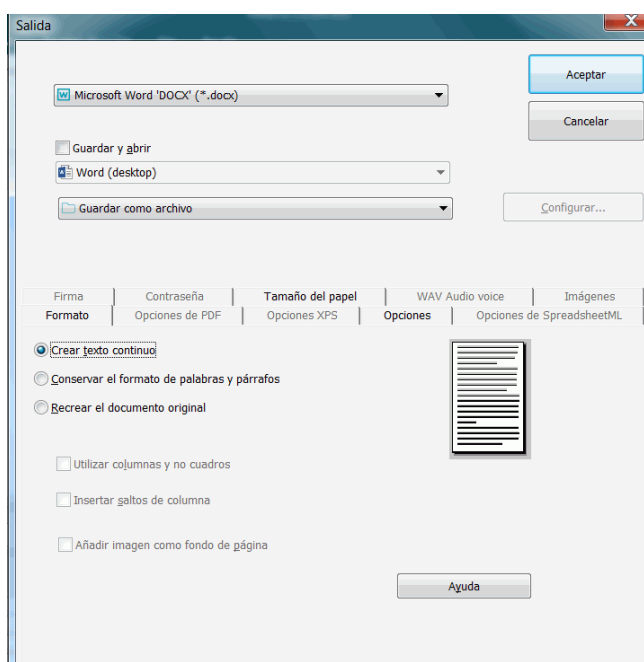 Salida
Microsoft Word 'DOCX' (*.docx)
Aceptar
Cancelar
Guardar y abrir
Word (desktop)
Guardar como archivo
Configurar...
Firma Contraseña Tamaño del papel WAV Audio voice Imágenes
Formato Opciones de PDF Opciones XPS Opciones Opciones de SpreadsheetML
Crear texto continuo
Conservar el formato de palabras y párrafos
Recrear el documento original
Utilizar columnas y no cuadros
Insertar saltos de columna
Añadir imagen como fondo de página
Ayuda